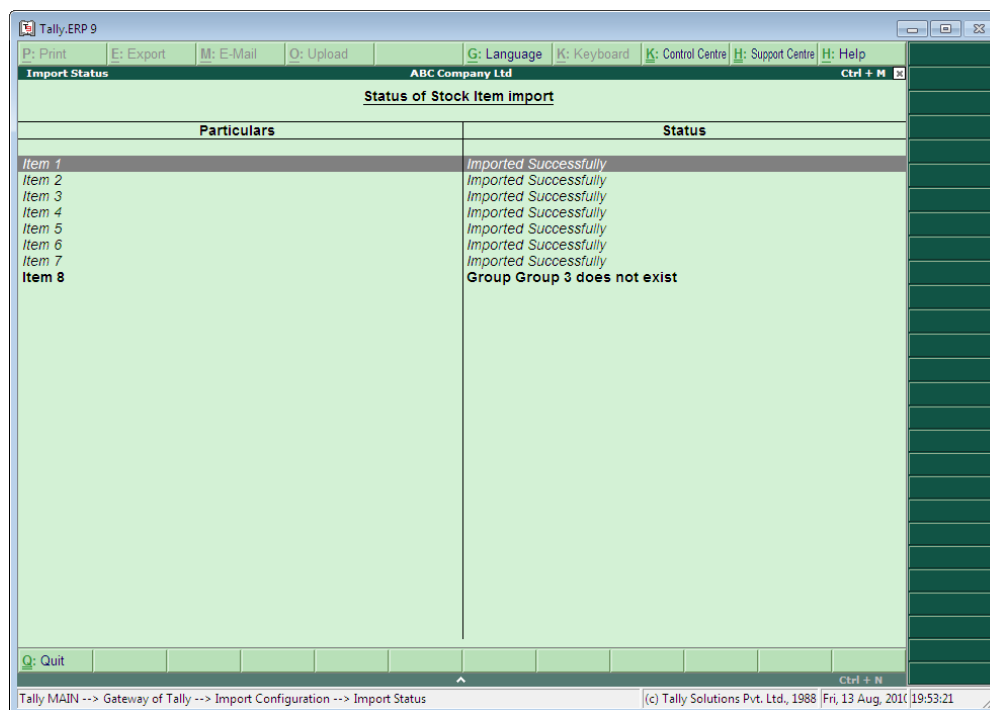 Tally.ERP 9
P: Print E: Export M: E-Mail O: Upload G: Language K: Keyboard K: Control Centre H: Support Centre H: Help
Import Status ABC Company Ltd Ctrl + M
Status of Stock Item import
Particulars Status
Item 1 Imported Successfully
Item 2 Imported Successfully
Item 3 Imported Successfully
Item 4 Imported Successfully
Item 5 Imported Successfully
Item 6 Imported Successfully
Item 7 Imported Successfully
Item 8 Group Group 3 does not exist
Q: Quit
Ctrl + N
Tally MAIN --> Gateway of Tally --> Import Configuration --> Import Status (c) Tally Solutions Pvt. Ltd., 1988 Fri, 13 Aug, 201 19:53:21